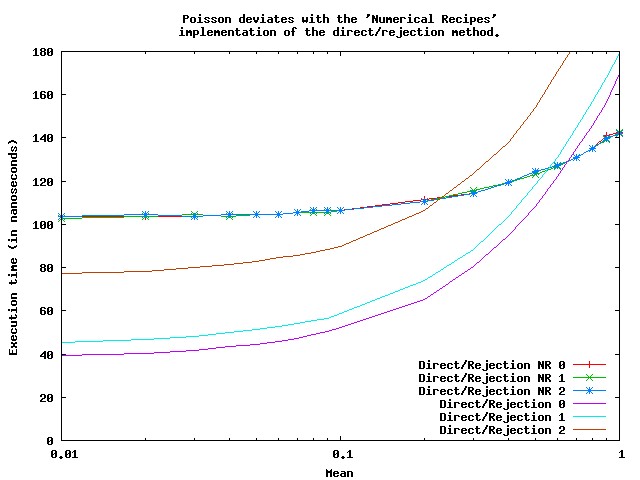 Poisson deviates with the 'Numerical Recipes'
implementation of the direct/rejection method.
180
160
140
120
100
80
60
40
20
0
Execution time (in nanoseconds)
Direct/Rejection NR 0
Direct/Rejection NR 1
Direct/Rejection NR 2
Direct/Rejection 0
Direct/Rejection 1
Direct/Rejection 2
0.01 0.1 1
Mean